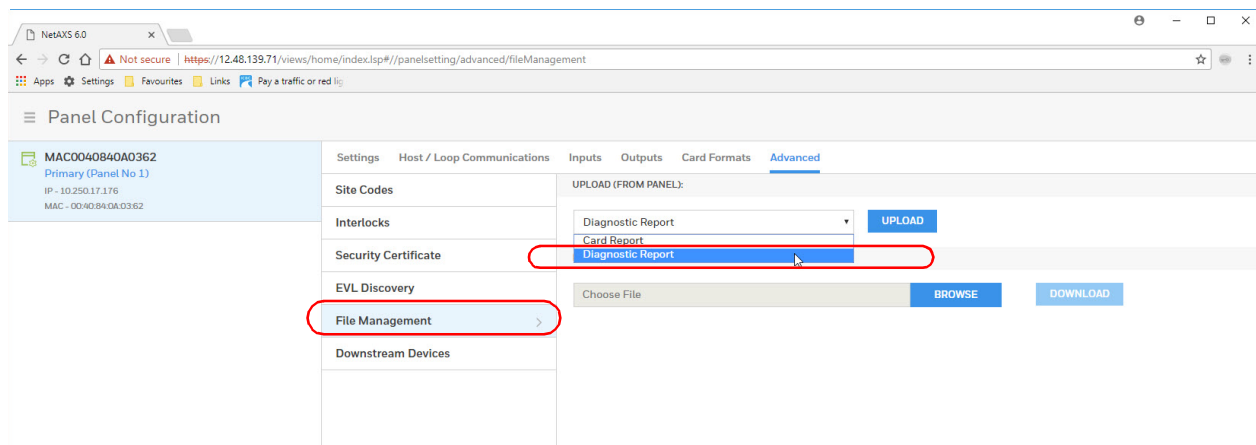 NetAXS 6.0
Not secure | https://12.48.139.71/views/home/index.lsp#//panelsetting/advanced/fileManagement
Apps Settings Favourites Links Pay a traffic or red lig
Panel Configuration
MAC0040840A0362
Primary (Panel No 1)
IP - 10.250.17.176
MAC - 00:40:84:0A:03:62
Settings Host / Loop Communications Inputs Outputs Card Formats Advanced
Site Codes
Interlocks
Security Certificate
EVL Discovery
File Management
Downstream Devices
UPLOAD (FROM PANEL):
Diagnostic Report UPLOAD
Card Report
Diagnostic Report
Choose File BROWSE DOWNLOAD